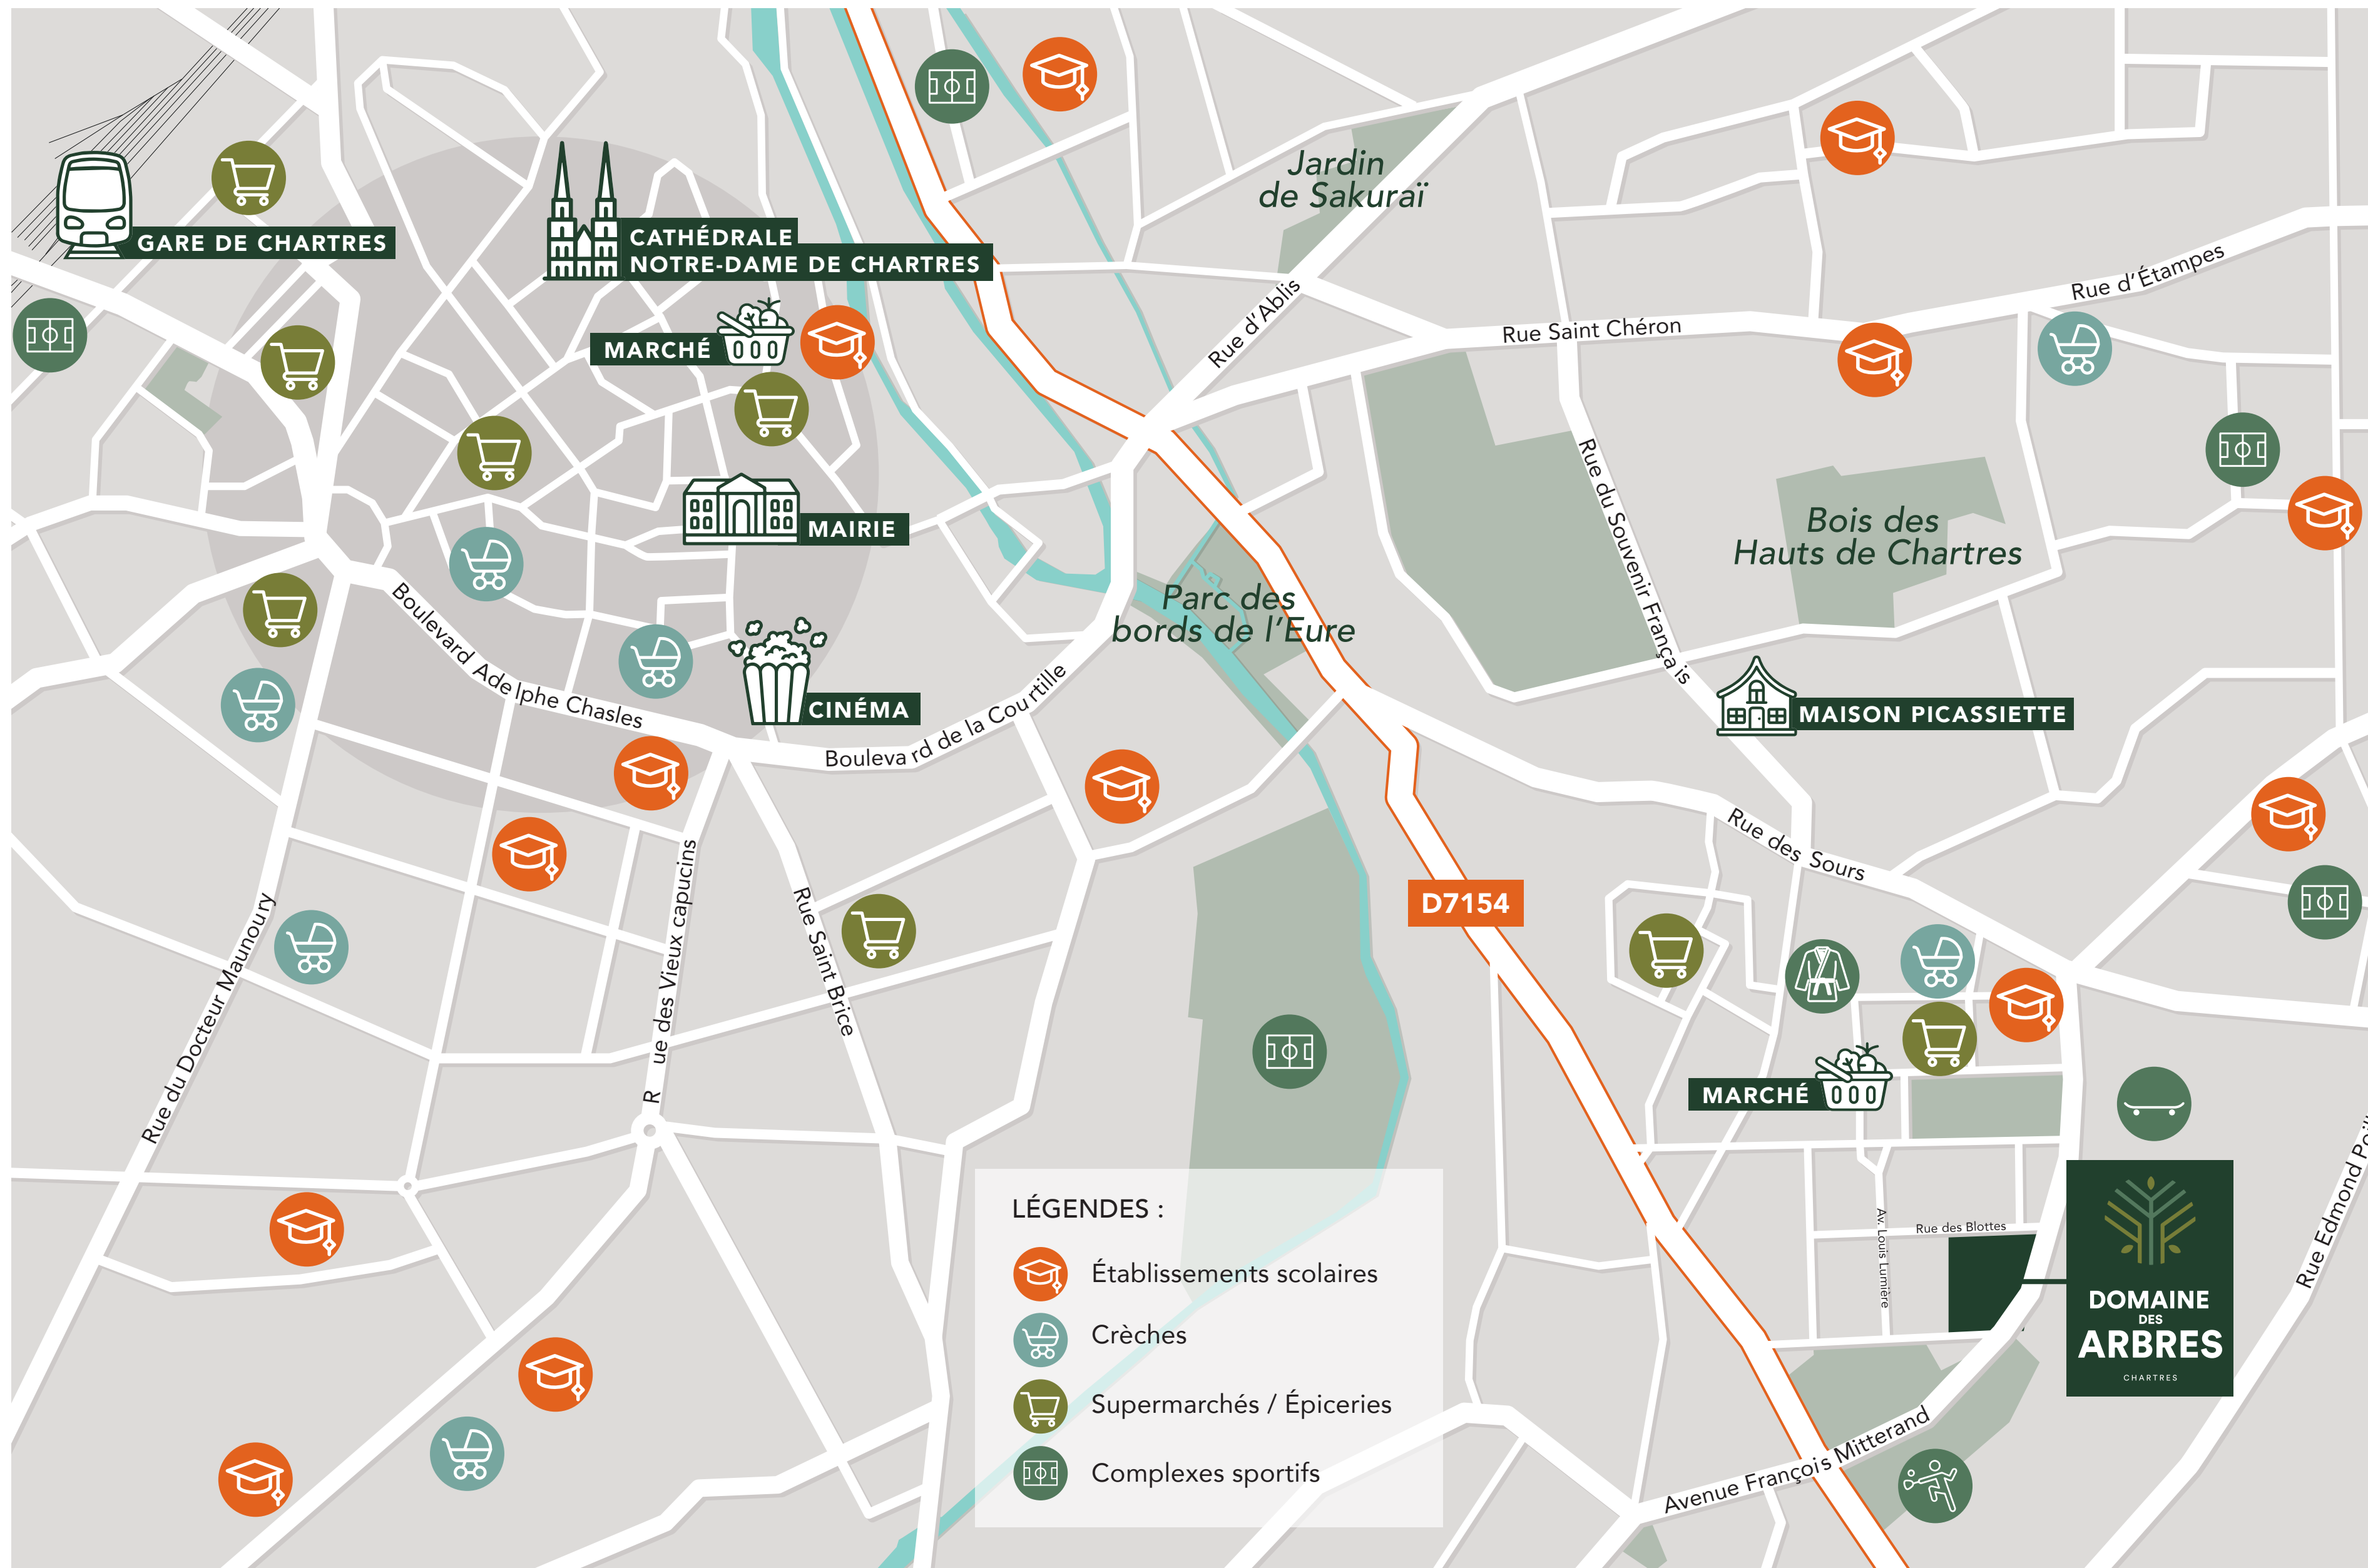 Jardin
de Sakuraï
GARE DE CHARTRES
CATHÉDRALE
NOTRE-DAME DE CHARTRES
MARCHÉ
Rue d'Ablis
Rue Saint Chéron
Rue d'Étampes
Rue du Souvenir Français
Bois des
Hauts de Chartres
MAIRIE
Parc des
bords de l'Eure
Boulevard Adelphe Chasles
CINÉMA
Boulevard de la Courtille
MAISON PICASSIETTE
Rue des Sours
D7154
Rue du Docteur Maunoury
Rue des Vieux capucins
Rue Saint Brice
MARCHÉ
Rue des Blottes
Av. Louis Lumière
Rue Edmond
DOMAINE
DES
ARBRES
CHARTRES
Avenue François Mitterand
LÉGENDES :
Établissements scolaires
Crèches
Supermarchés / Épiceries
Complexes sportifs